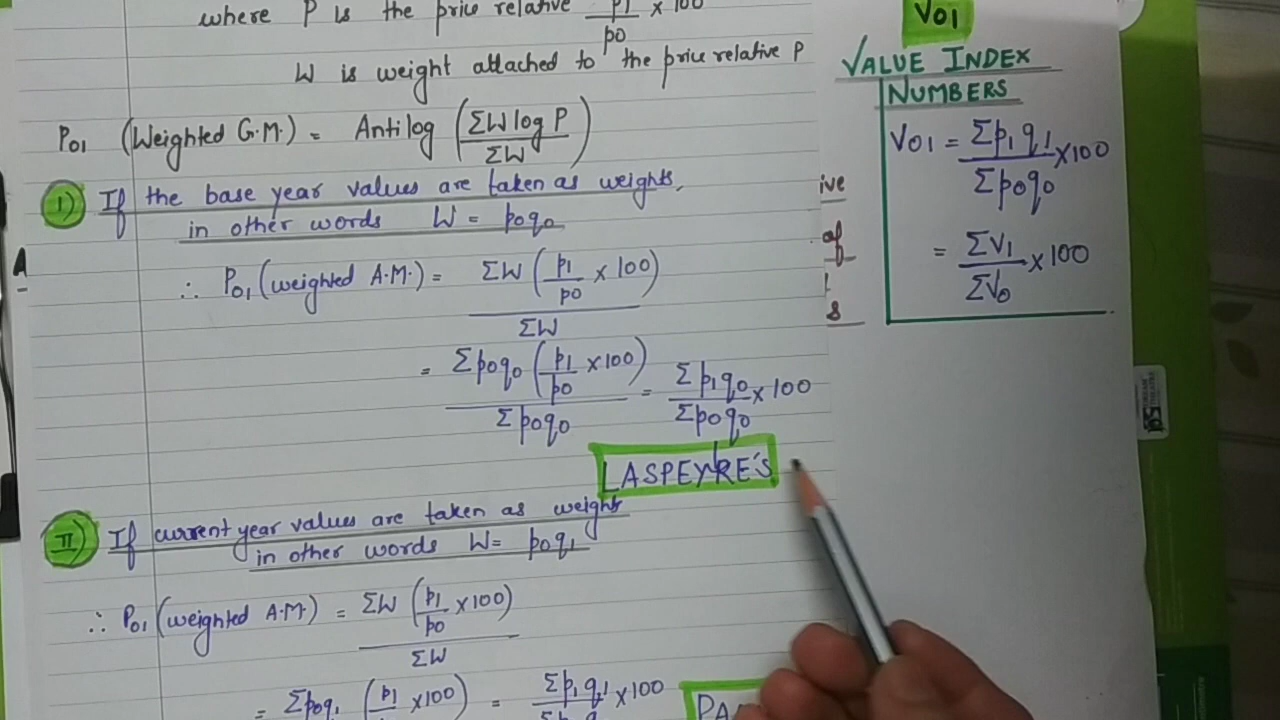 where P is the price relative p1/p0 × 100
W is weight attached to the price relative P
P01 (Weighted G.M.) = Antilog (ΣW log P / ΣW)
I) If the base year values are taken as weights,
in other words W = p0q0
∴ P01 (weighted A.M.) = ΣW (p1/p0 × 100) / ΣW
= Σp0q0 (p1/p0 × 100) / Σp0q0 = Σp1q0 / Σp0q0 × 100
LASPEYRE'S
II) If current year values are taken as weights
in other words W = p0q1
∴ P01 (weighted A.M.) = ΣW (p1/p0 × 100) / ΣW
= Σp0q1 (p1/p0 × 100) = Σp1q1 × 100
V01
VALUE INDEX
NUMBERS
V01 = Σp1q1 / Σp0q0 × 100
= ΣV1 / ΣV0 × 100
ive
of
s
A